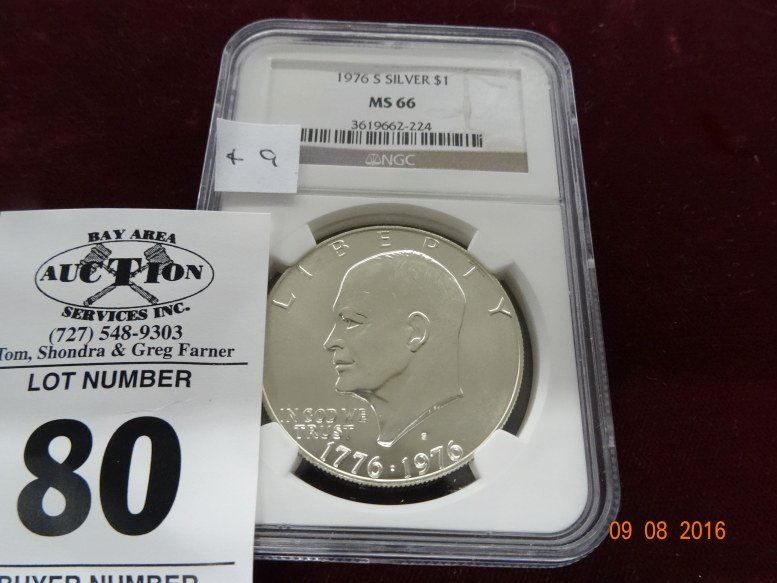 1976 S SILVER $1
MS 66
3619662-224
NGC
BAY AREA
AUCTION
SERVICES INC.
(727) 548-9303
Tom, Shondra & Greg Farner
LOT NUMBER
80
BUYER NUMBER
LIBERTY
IN GOD WE
TRUST
S
1776 · 1976
09 08 2016